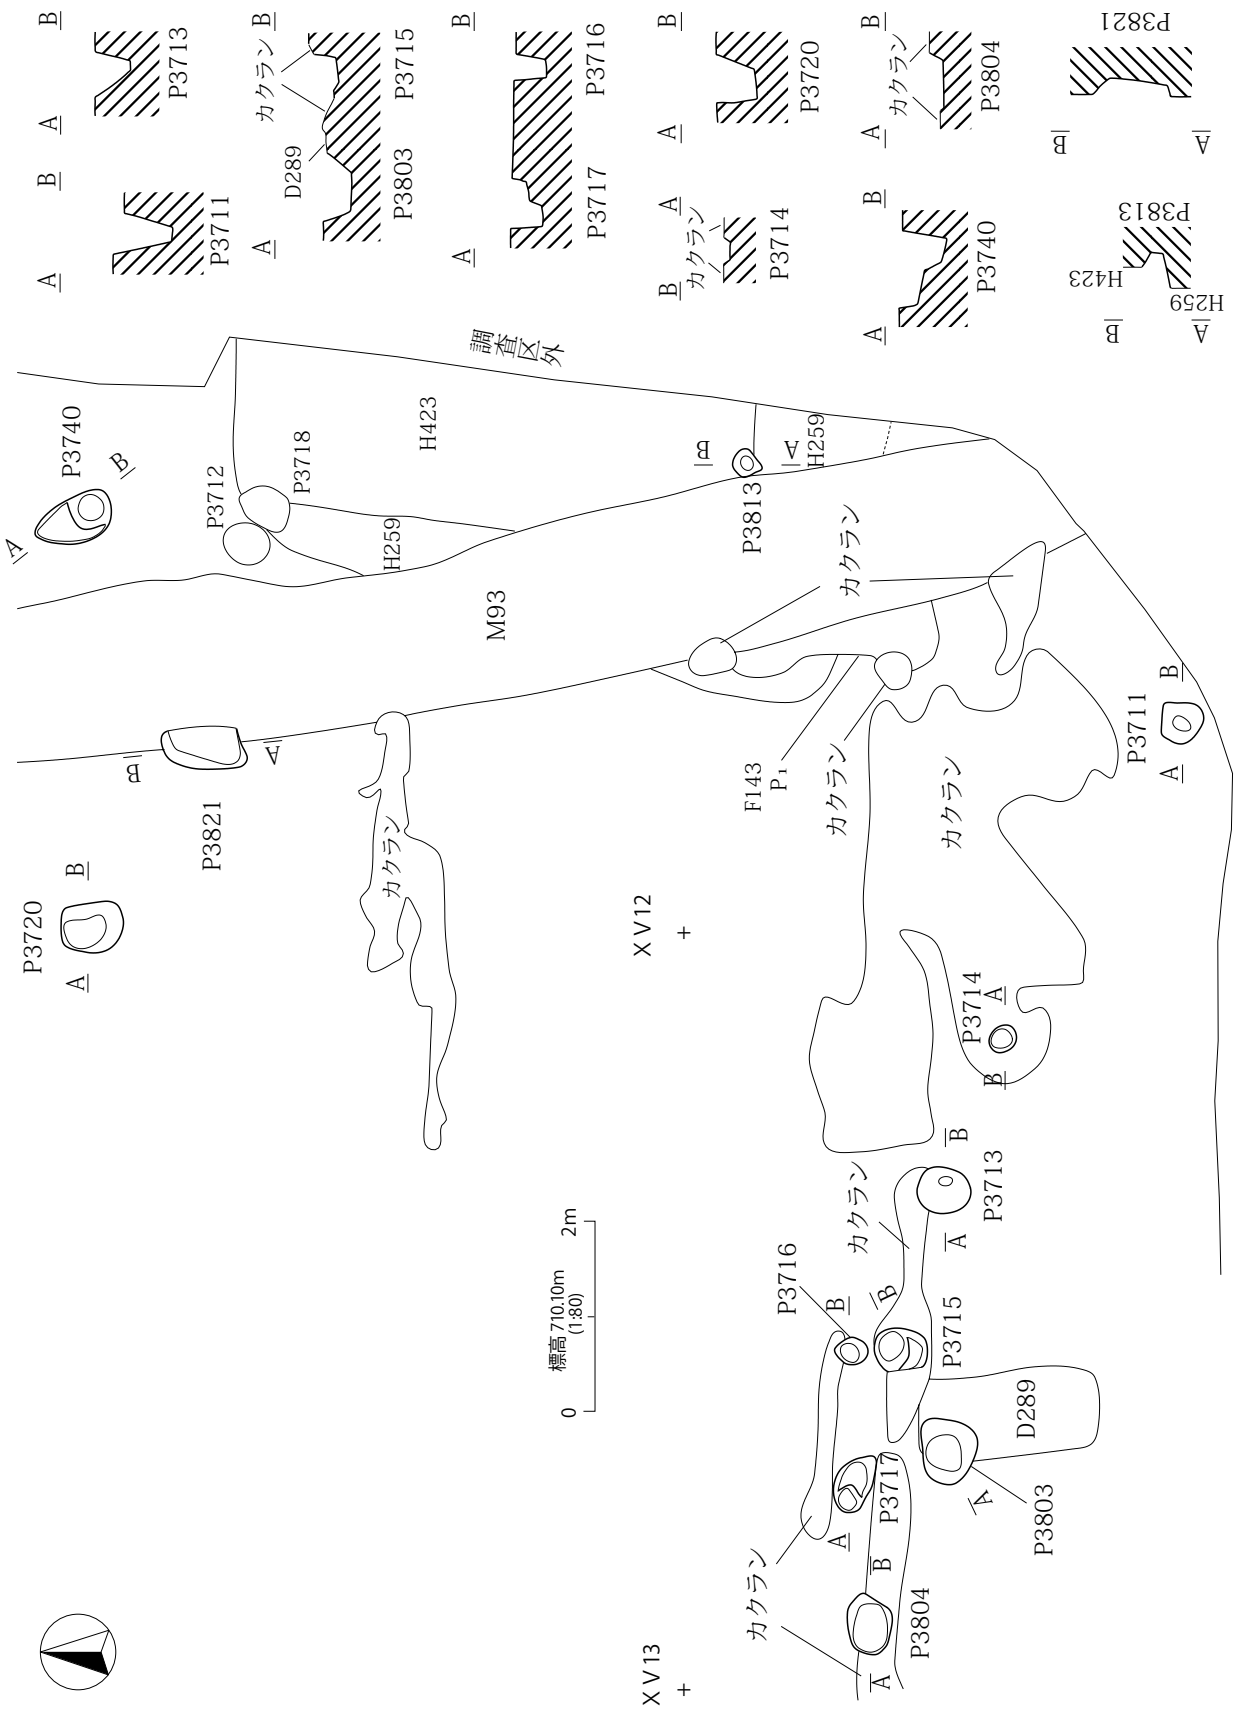 B
A
P3713
B
A
P3711
B
カクラン
P3715
D289
P3803
A
B
P3716
P3717
A
B
A
P3720
A
カクラン
B
P3714
B
カクラン
A
P3804
B
P3740
A
P3821
B
A
P3813
H423
H259
B
A
調査区外
P3740
A
B
P3712
P3718
H423
H259
M93
B
A
H259
P3813
カクラン
B
A
P3821
カクラン
P3720
B
A
F143
P₁
カクラン
カクラン
P3711
B
A
XV12
P3714
A
B
B
P3713
A
カクラン
P3716
B
B
P3715
D289
P3803
A
P3717
A
カクラン
B
P3804
A
XV13
0
標高 710.10m
(1:80)
2m